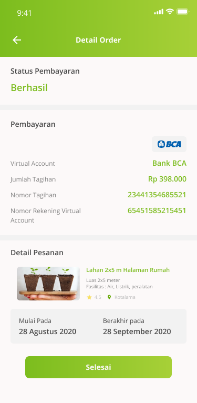 9:41
Detail Order
Status Pembayaran
Berhasil
Pembayaran
BCA
Virtual Account Bank BCA
Jumlah Tagihan Rp 398.000
Nomor Tagihan 23441354685521
Nomor Rekening Virtual Account 65451585215451
Detail Pesanan
Lahan 2x5 m Halaman Rumah
Luas 2x5 meter
Fasilitas :
4.5
Mulai Pada Berakhir pada
28 Agustus 2020 28 September 2020
Selesai